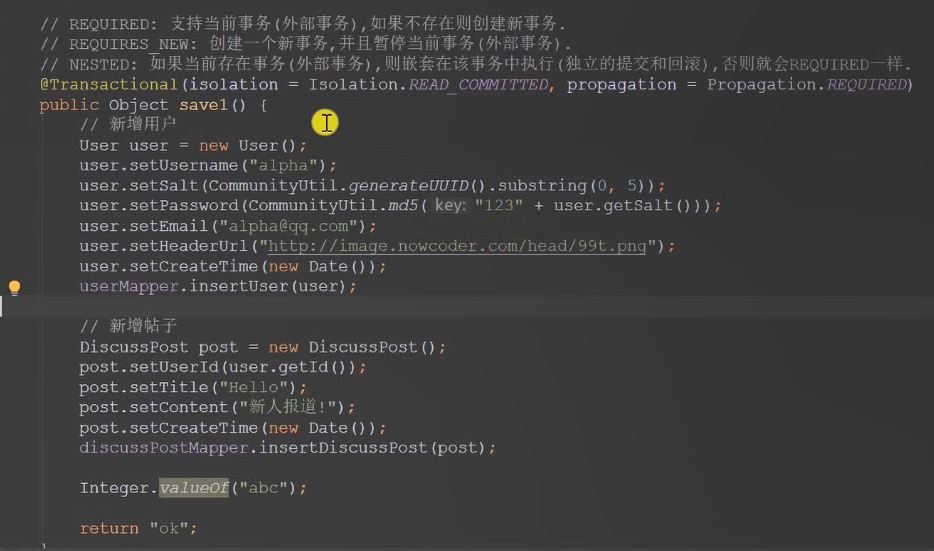 // REQUIRED: 支持当前事务(外部事务),如果不存在则创建新事务.
// REQUIRES_NEW: 创建一个新事务,并且暂停当前事务(外部事务).
// NESTED: 如果当前存在事务(外部事务),则嵌套在该事务中执行(独立的提交和回滚),否则就会REQUIRED一样.
@Transactional(isolation = Isolation.READ_COMMITTED, propagation = Propagation.REQUIRED)
public Object save1() {
// 新增用户
User user = new User();
user.setUsername("alpha");
user.setSalt(CommunityUtil.generateUUID().substring(0, 5));
user.setPassword(CommunityUtil.md5( key: "123" + user.getSalt()));
user.setEmail("alpha@qq.com");
user.setHeaderUrl("http://image.nowcoder.com/head/99t.png");
user.setCreateTime(new Date());
userMapper.insertUser(user);
// 新增帖子
DiscussPost post = new DiscussPost();
post.setUserId(user.getId());
post.setTitle("Hello");
post.setContent("新人报道!");
post.setCreateTime(new Date());
discussPostMapper.insertDiscussPost(post);
Integer.valueOf("abc");
return "ok";